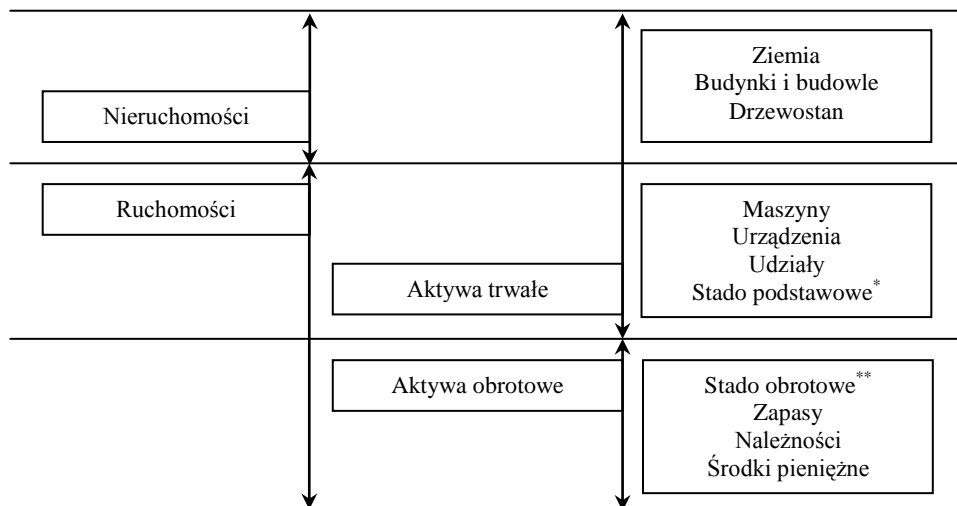 Ziemia
Budynki i budowle
Drzewostan
Nieruchomości
Ruchomości
Maszyny
Urządzenia
Udziały
Stado podstawowe*
Aktywa trwałe
Aktywa obrotowe
Stado obrotowe**
Zapasy
Należności
Środki pieniężne